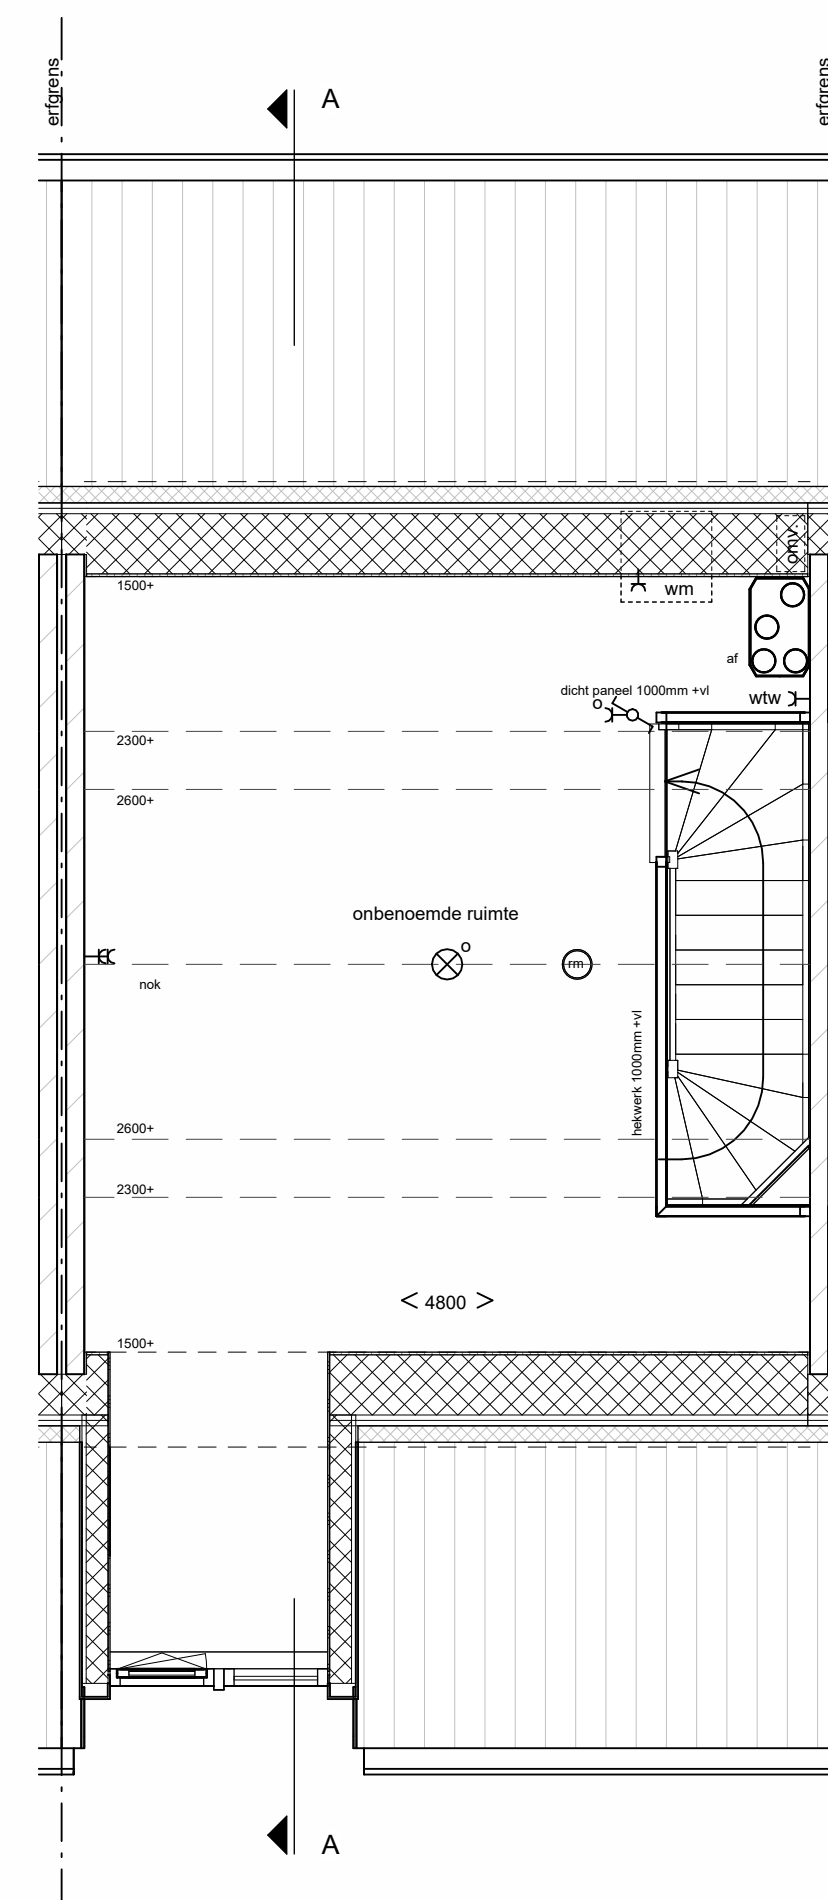 erfgrens
erfgrens
A
1500+
wm
omv.
af
dicht paneel 1000mm +vl
wtw
o
2300+
2600+
onbenoemde ruimte
o
rm
nok
hekwerk 1000mm +vl
2600+
2300+
< 4800 >
1500+
A